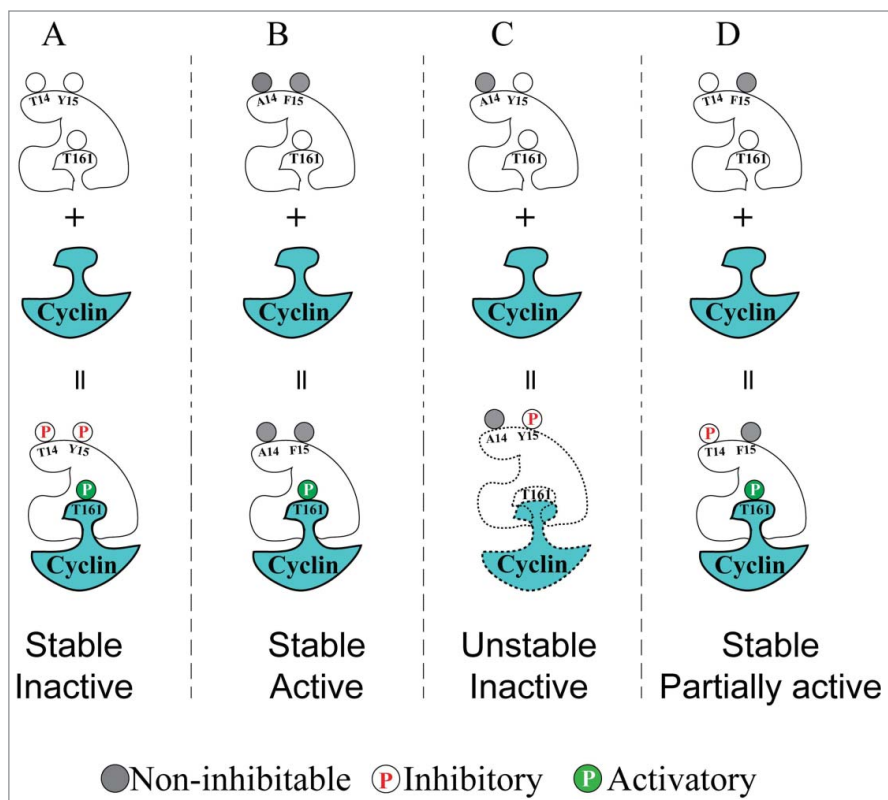 A B C D
T14 Y15 A14 F15 A14 Y15 T14 F15
T161 T161 T161 T161
+ + + +
Cyclin Cyclin Cyclin Cyclin
= = = =
P P P P
T14 Y15 A14 F15 A14 Y15 T14 F15
P P P
T161 T161 T161 T161
Cyclin Cyclin Cyclin Cyclin
Stable Stable Unstable Stable
Inactive Active Inactive Partially active
Non-inhibitable P Inhibitory P Activatory